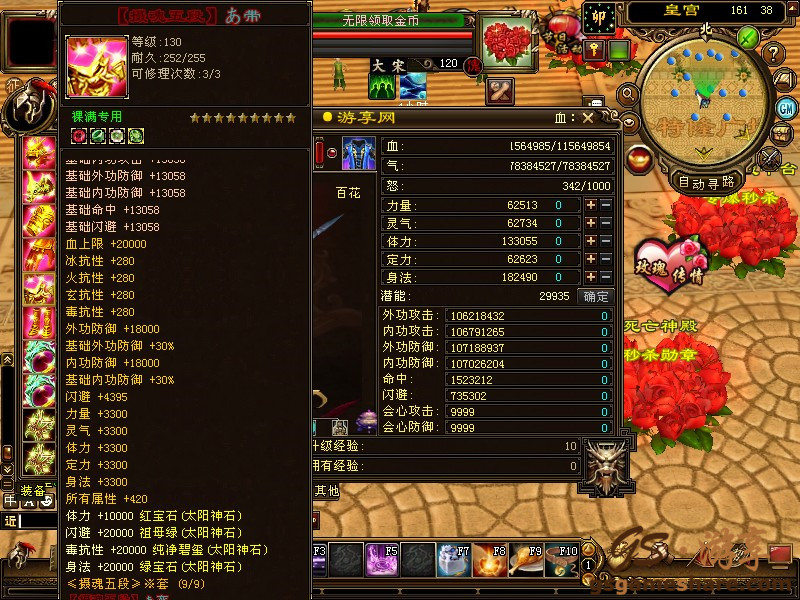 【摄魂五段】あ带
等级:130
耐久:252/255
可修理次数:3/3
裸满专用
基础外功防御 +13058
基础内功防御 +13058
基础命中 +13058
基础闪避 +13058
血上限 +20000
冰抗性 +280
火抗性 +280
玄抗性 +280
毒抗性 +280
外功防御 +18000
基础外功防御 +30%
内功防御 +18000
基础内功防御 +30%
闪避 +4395
力量 +3300
灵气 +3300
体力 +3300
定力 +3300
身法 +3300
所有属性 +420
体力 +10000 红宝石(太阳神石)
闪避 +20000 祖母绿(太阳神石)
毒抗性 +20000 纯净碧玺(太阳神石)
身法 +20000 绿宝石(太阳神石)
≤摄魂五段≥※套 (9/9)
装备
近
无限领取金币
大宋
120
游享网
血:
百花
血: 1564985/115649854
气: 78384527/78384527
怒: 342/1000
力量: 62513 0
灵气: 62734 0
体力: 133055 0
定力: 62623 0
身法: 182490 0
潜能: 29935 确定
外功攻击: 106218432 0
内功攻击: 106791265 0
外功防御: 107188937 0
内功防御: 107026204 0
命中: 1523212 0
闪避: 735302 0
会心攻击: 9999 0
会心防御: 9999 0
升级经验: 10
拥有经验: 0
其他
F3
F5
F7
F8
F9
F10
1
节日活动
皇宫
161 38
北
CM
自动寻路
玫瑰传情
死亡神殿
秒杀勋章